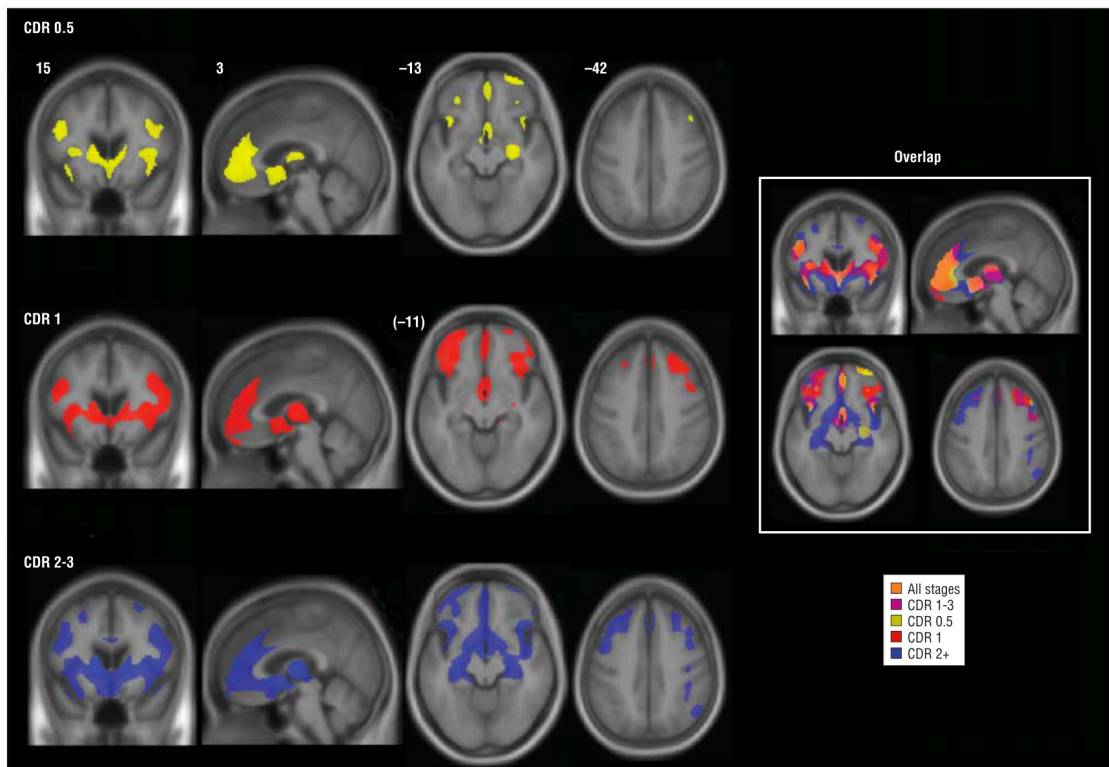 CDR 0.5
15
3
–13
–42
Overlap
CDR 1
(–11)
CDR 2-3
All stages
CDR 1-3
CDR 0.5
CDR 1
CDR 2+